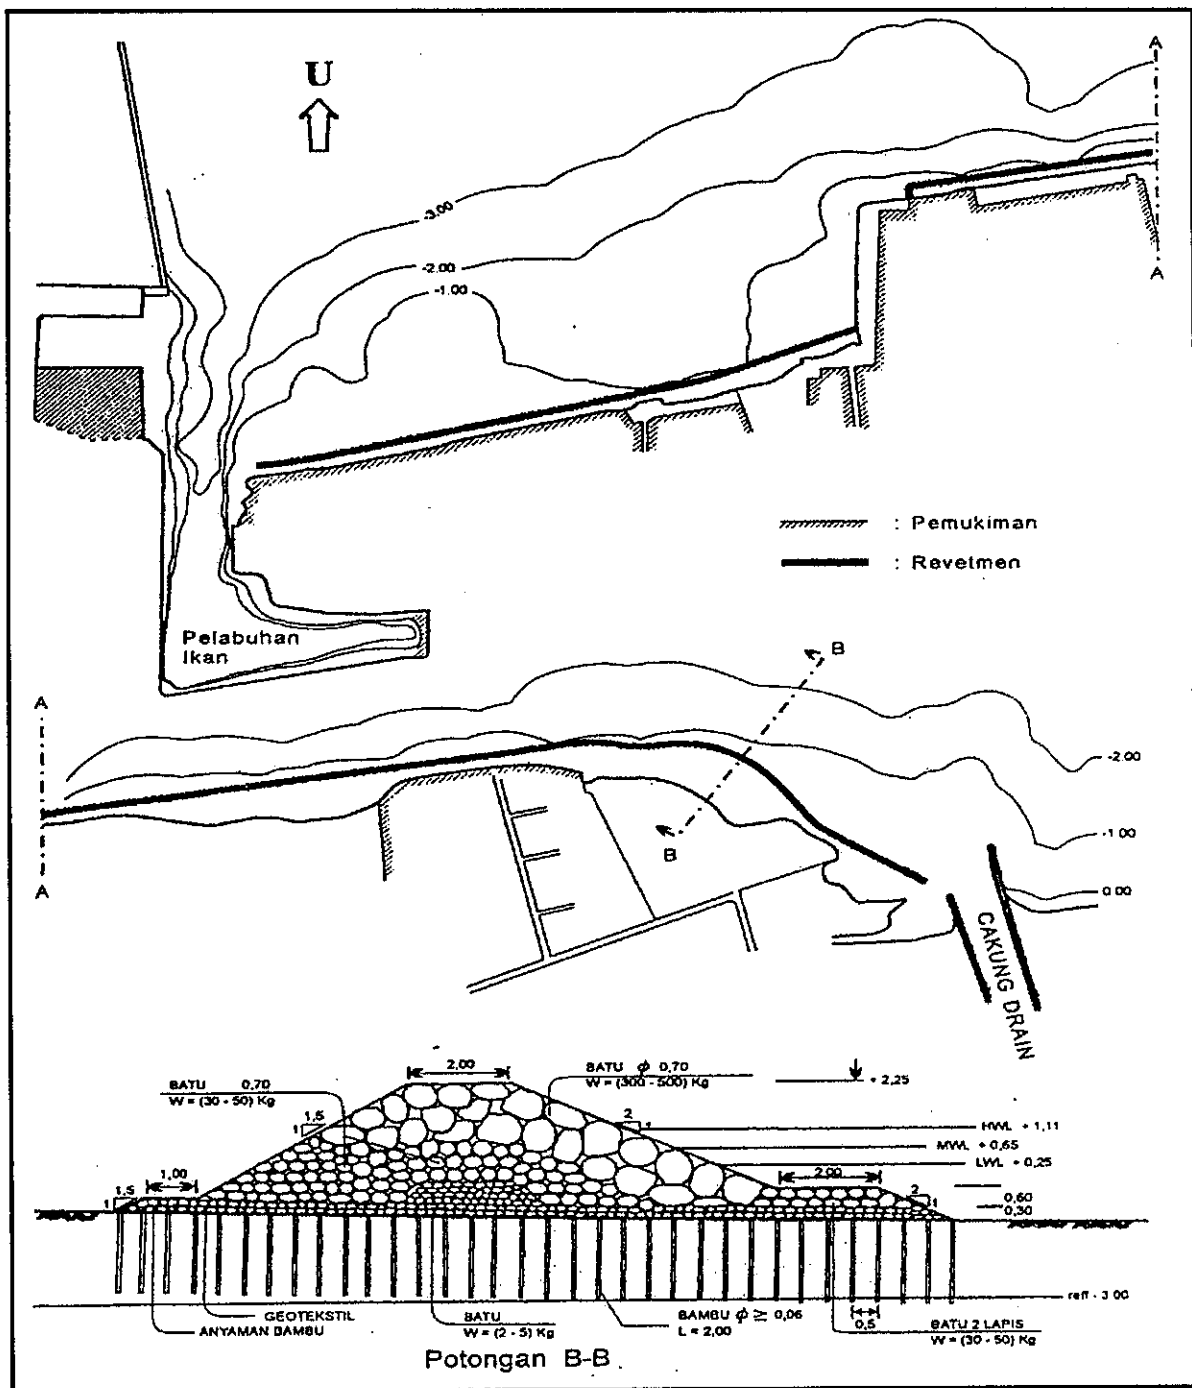 U
A
A
-3.00
-2.00
-1.00
: Pemukiman
: Revetmen
Pelabuhan
Ikan
B
B
A
A
-2.00
-1.00
0.00
CAKUNG DRAIN
2,00
BATU 0,70
W = (30 - 50) Kg
BATU ϕ 0,70
W = (300 - 500) Kg
+ 2,25
1,5
1
2
1
HWL + 1,11
MWL + 0,65
LWL + 0,25
1,00
1,5
1
2,00
2
1
0,60
0,30
reff - 3.00
GEOTEKSTIL
ANYAMAN BAMBU
BATU
W = (2 - 5) Kg
BAMBU ϕ ≥ 0,06
L = 2,00
0,5
BATU 2 LAPIS
W = (30 - 50) Kg
Potongan B-B